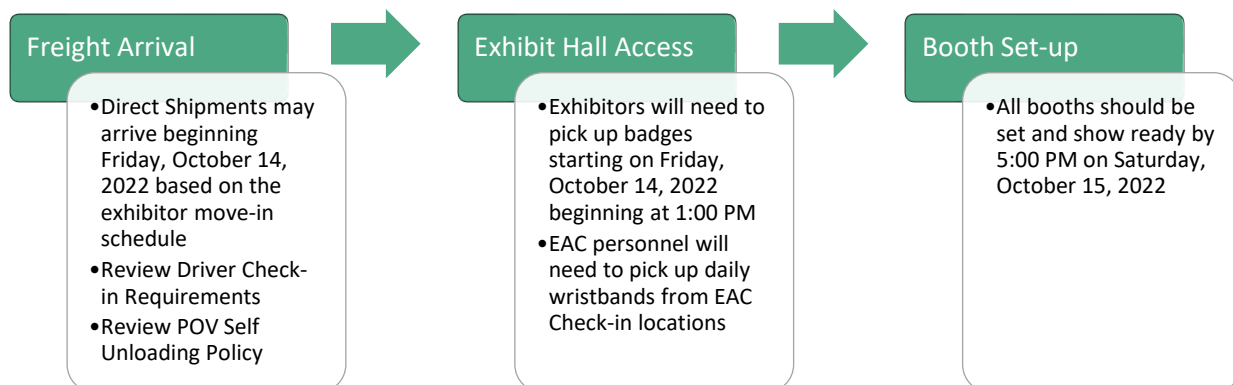 Freight Arrival
•Direct Shipments may
arrive beginning
Friday, October 14,
2022 based on the
exhibitor move-in
schedule
•Review Driver Check-
in Requirements
•Review POV Self
Unloading Policy
Exhibit Hall Access
•Exhibitors will need to
pick up badges
starting on Friday,
October 14, 2022
beginning at 1:00 PM
•EAC personnel will
need to pick up daily
wristbands from EAC
Check-in locations
Booth Set-up
•All booths should be
set and show ready by
5:00 PM on Saturday,
October 15, 2022